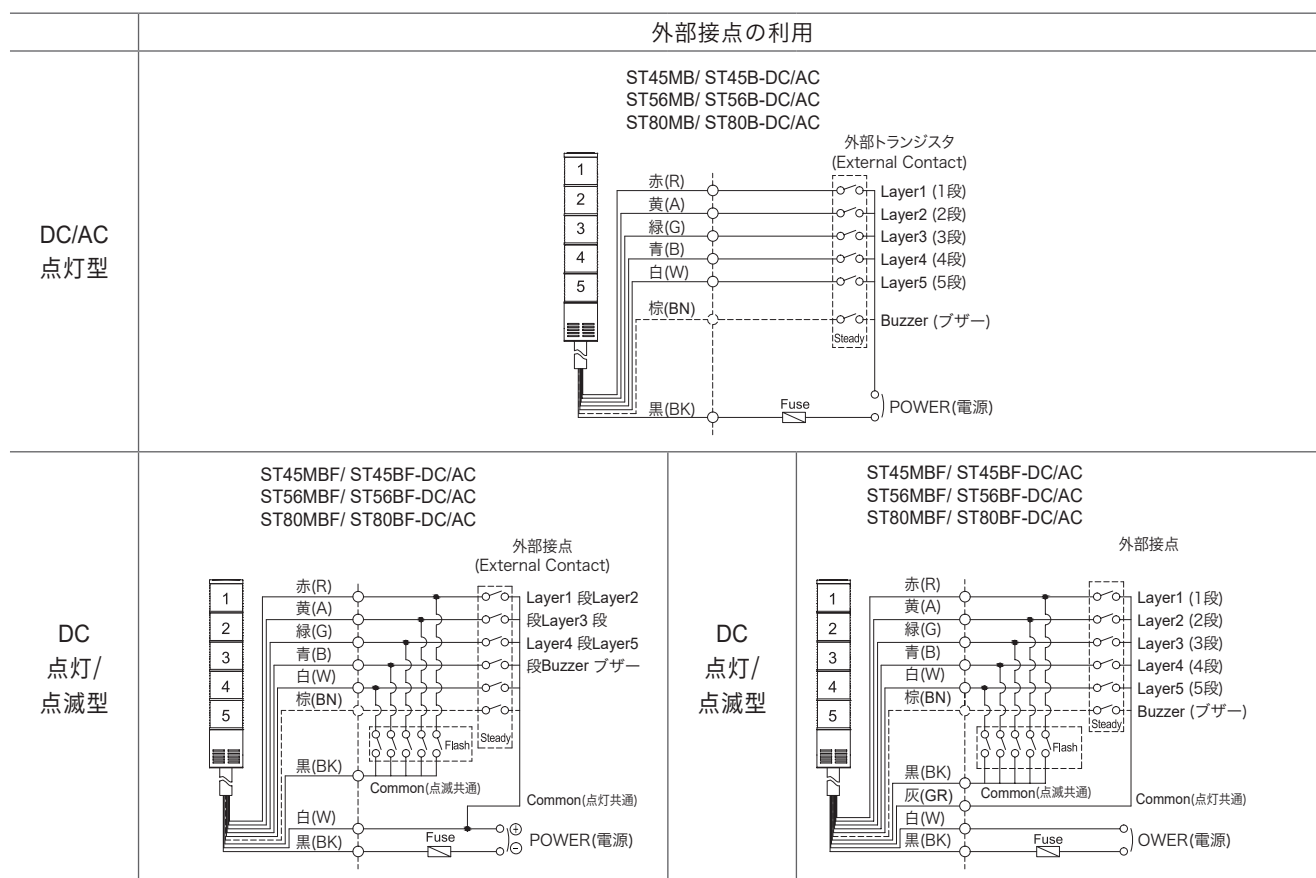 外部接点の利用
DC/AC
点灯型
ST45MB/ ST45B-DC/AC
ST56MB/ ST56B-DC/AC
ST80MB/ ST80B-DC/AC
外部トランジスタ
(External Contact)
1
2
3
4
5
赤(R)
黄(A)
緑(G)
青(B)
白(W)
棕(BN)
黒(BK)
Layer1 (1段)
Layer2 (2段)
Layer3 (3段)
Layer4 (4段)
Layer5 (5段)
Buzzer (ブザー)
Steady
Fuse
POWER(電源)
DC
点灯/
点滅型
ST45MBF/ ST45BF-DC/AC
ST56MBF/ ST56BF-DC/AC
ST80MBF/ ST80BF-DC/AC
外部接点
(External Contact)
1
2
3
4
5
赤(R)
黄(A)
緑(G)
青(B)
白(W)
棕(BN)
Layer1 段Layer2
段Layer3 段
Layer4 段Layer5
段Buzzer ブザー
Steady
Flash
黒(BK)
Common(点滅共通)
Common(点灯共通)
白(W)
黒(BK)
Fuse
⊕
⊖
POWER(電源)
DC
点灯/
点滅型
ST45MBF/ ST45BF-DC/AC
ST56MBF/ ST56BF-DC/AC
ST80MBF/ ST80BF-DC/AC
外部接点
1
2
3
4
5
赤(R)
黄(A)
緑(G)
青(B)
白(W)
棕(BN)
Layer1 (1段)
Layer2 (2段)
Layer3 (3段)
Layer4 (4段)
Layer5 (5段)
Buzzer (ブザー)
Steady
Flash
黒(BK)
Common(点滅共通)
灰(GR)
Common(点灯共通)
白(W)
黒(BK)
Fuse
OWER(電源)